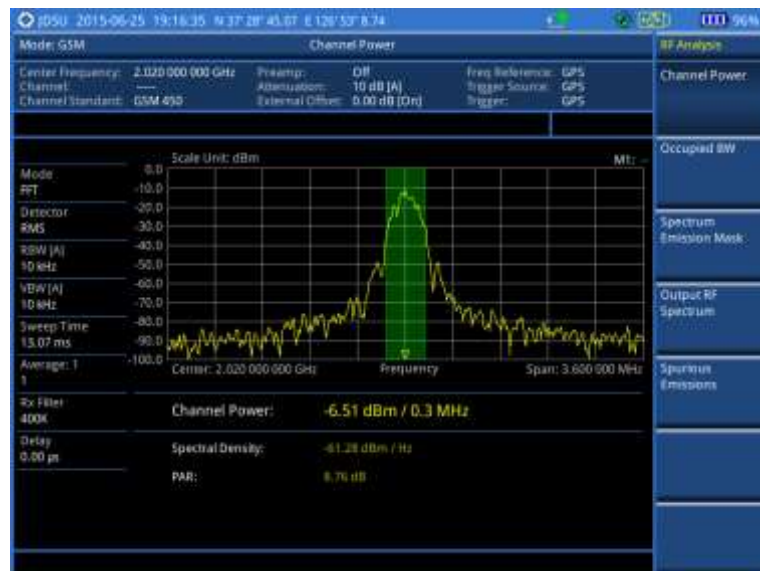 JDSU 2015-06-25 19:16:35 N 37° 28' 45.07 E 126° 53' 8.74 96%
Mode: GSM Channel Power RF Analysis
Center Frequency: 2.020 000 000 GHz Preamp: Off Freq Reference: GPS
Channel: ---- Attenuation: 10 dB [A] Trigger Source: GPS
Channel Standard: GSM 450 External Offset: 0.00 dB [On] Trigger: GPS
Channel Power
Occupied BW
Spectrum
Emission Mask
Output RF
Spectrum
Spurious
Emissions
Mode
FFT
Detector
RMS
RBW [A]
10 kHz
VBW [A]
10 kHz
Sweep Time
13.07 ms
Average: 1
1
Rx Filter
400K
Delay
0.00 µs
Scale Unit: dBm M1: --
0.0
-10.0
-20.0
-30.0
-40.0
-50.0
-60.0
-70.0
-80.0
-90.0
-100.0
Center: 2.020 000 000 GHz Frequency Span: 3.600 000 MHz
Channel Power: -6.51 dBm / 0.3 MHz
Spectral Density: -61.28 dBm / Hz
PAR: 8.76 dB